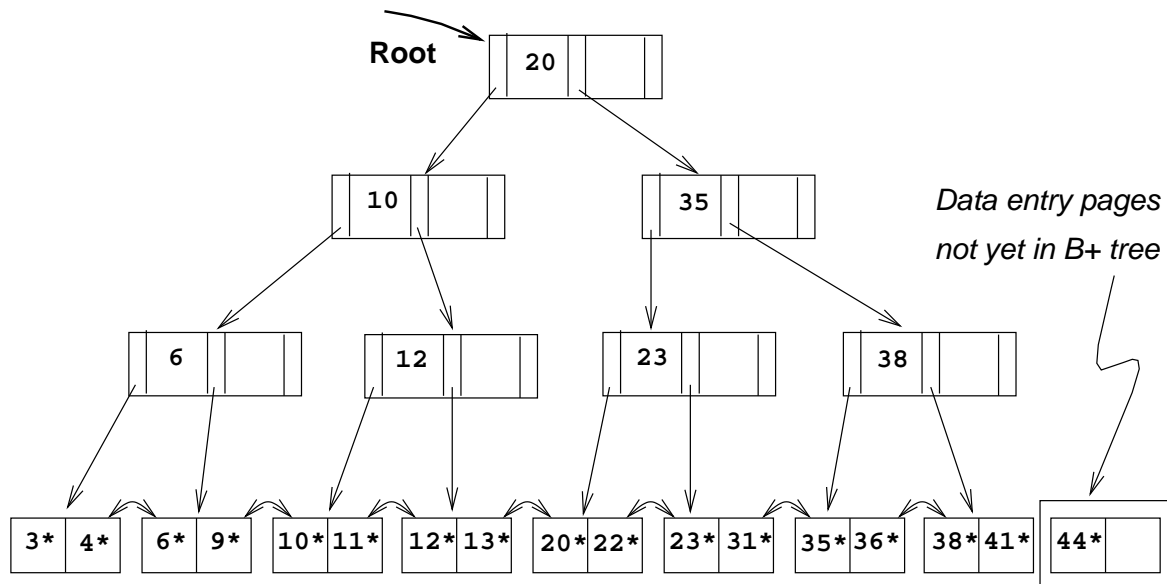 Root
20
10
35
Data entry pages
not yet in B+ tree
6
12
23
38
3* 4* 6* 9* 10* 11* 12* 13* 20* 22* 23* 31* 35* 36* 38* 41* 44*